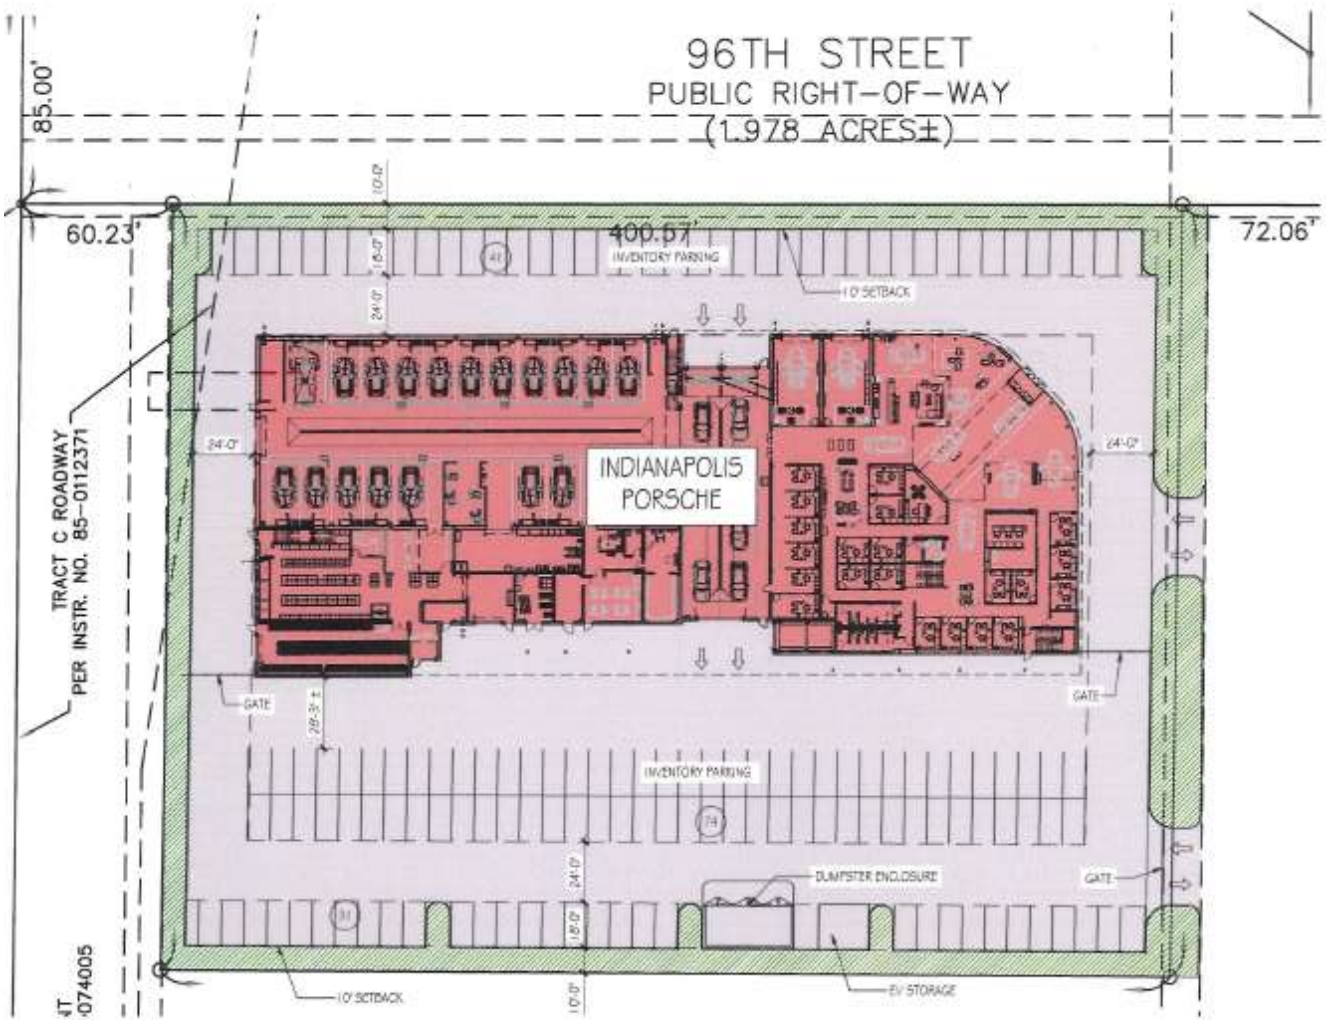 96TH STREET
PUBLIC RIGHT-OF-WAY
(1.978 ACRES±)
85.00'
60.23'
400.57'
72.06'
10'-0"
18'-0"
24'-0"
41
INVENTORY PARKING
10' SETBACK
TRACT C ROADWAY
PER INSTR. NO. 85-0112371
24'-0"
24'-0"
INDIANAPOLIS
PORSCHE
GATE
GATE
28'-3" ±
INVENTORY PARKING
24'-0"
DUMPSTER ENCLOSURE
GATE
18'-0"
10' SETBACK
10'-0"
EV STORAGE
074005